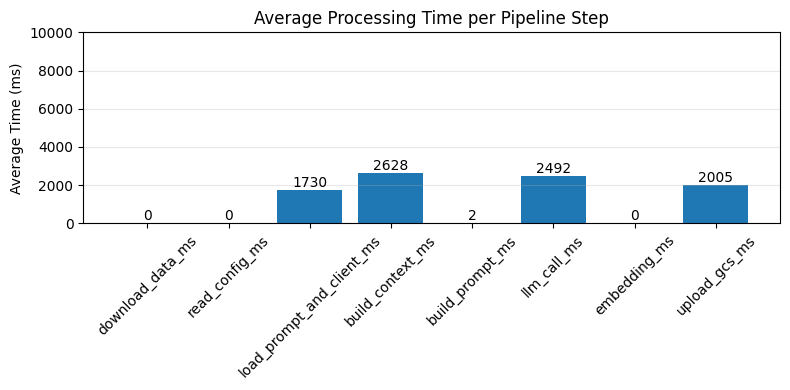 Average Processing Time per Pipeline Step
Average Time (ms)
10000
8000
6000
4000
2000
0
0
0
1730
2628
2
2492
0
2005
download_data_ms
read_config_ms
load_prompt_and_client_ms
build_context_ms
build_prompt_ms
llm_call_ms
embedding_ms
upload_gcs_ms